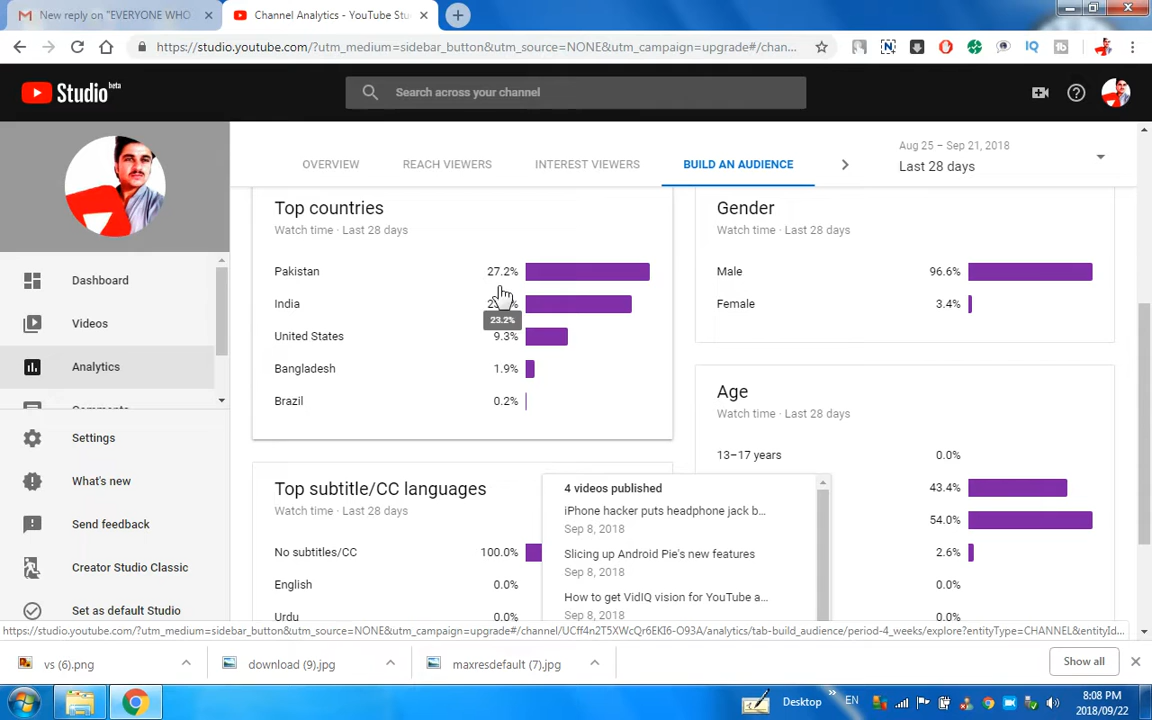 New reply on "EVERYONE WHO
Channel Analytics - YouTube Stu
https://studio.youtube.com/?utm_medium=sidebar_button&utm_source=NONE&utm_campaign=upgrade#/chan...
Studio beta
Search across your channel
OVERVIEW
REACH VIEWERS
INTEREST VIEWERS
BUILD AN AUDIENCE
Aug 25 – Sep 21, 2018
Last 28 days
Dashboard
Videos
Analytics
Comments
Settings
What's new
Send feedback
Creator Studio Classic
Set as default Studio
Top countries
Watch time · Last 28 days
Pakistan 27.2%
India
23.2%
United States 9.3%
Bangladesh 1.9%
Brazil 0.2%
Gender
Watch time · Last 28 days
Male 96.6%
Female 3.4%
Top subtitle/CC languages
Watch time · Last 28 days
No subtitles/CC 100.0%
English 0.0%
Urdu 0.0%
4 videos published
iPhone hacker puts headphone jack b...
Sep 8, 2018
Slicing up Android Pie's new features
Sep 8, 2018
How to get VidIQ vision for YouTube a...
Sep 8, 2018
Age
Watch time · Last 28 days
13–17 years 0.0%
43.4%
54.0%
2.6%
0.0%
0.0%
https://studio.youtube.com/?utm_medium=sidebar_button&utm_source=NONE&utm_campaign=upgrade#/channel/UCff4n2T5XWcQr6EKI6-O93A/analytics/tab-build_audience/period-4_weeks/explore?entityType=CHANNEL&entityId...
vs (6).png
download (9).jpg
maxresdefault (7).jpg
Show all
Desktop
EN
8:08 PM
2018/09/22